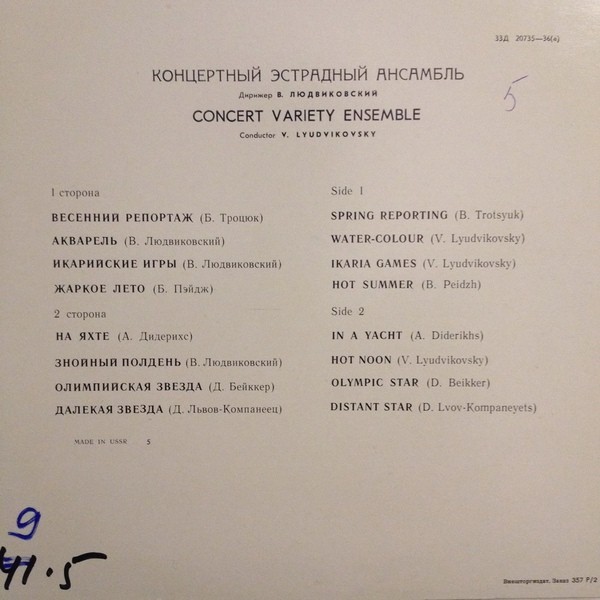 33Д 20735—36(а)
КОНЦЕРТНЫЙ ЭСТРАДНЫЙ АНСАМБЛЬ
Дирижер В. ЛЮДВИКОВСКИЙ
5
CONCERT VARIETY ENSEMBLE
Conductor V. LYUDVIKOVSKY
1 сторона
ВЕСЕННИЙ РЕПОРТАЖ (Б. Троцюк)
АКВАРЕЛЬ (В. Людвиковский)
ИКАРИЙСКИЕ ИГРЫ (В. Людвиковский)
ЖАРКОЕ ЛЕТО (Б. Пэйдж)
2 сторона
НА ЯХТЕ (А. Дидерихс)
ЗНОЙНЫЙ ПОЛДЕНЬ (В. Людвиковский)
ОЛИМПИЙСКАЯ ЗВЕЗДА (Д. Бейккер)
ДАЛЕКАЯ ЗВЕЗДА (Д. Львов-Компанеец)
Side 1
SPRING REPORTING (B. Trotsyuk)
WATER-COLOUR (V. Lyudvikovsky)
IKARIA GAMES (V. Lyudvikovsky)
HOT SUMMER (B. Peidzh)
Side 2
IN A YACHT (A. Diderikhs)
HOT NOON (V. Lyudvikovsky)
OLYMPIC STAR (D. Beikker)
DISTANT STAR (D. Lvov-Kompaneyets)
MADE IN USSR 5
9
41.5
Внешторгиздат. Заказ 357 Р/2